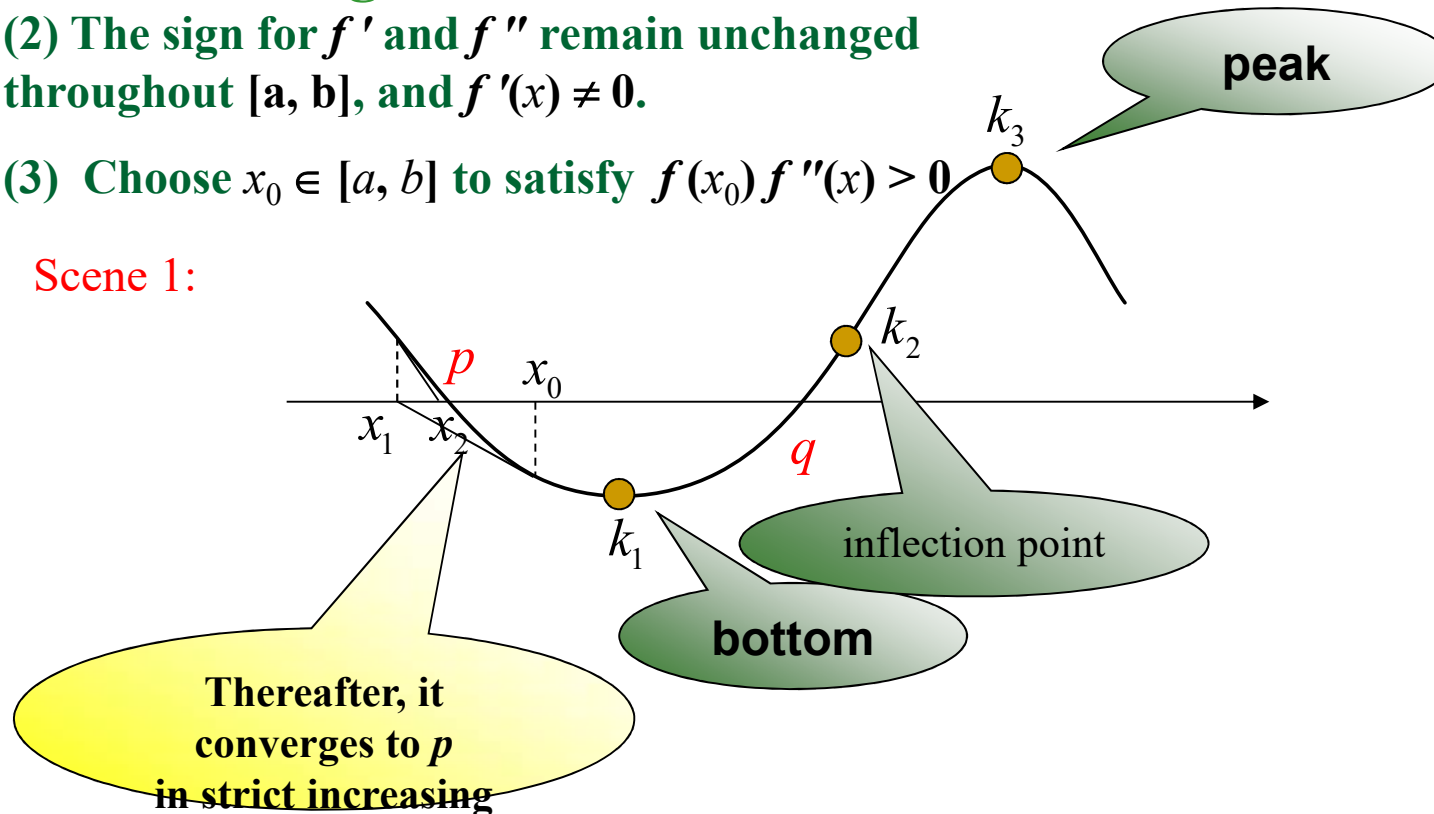 (2) The sign for f ' and f " remain unchanged
throughout [a, b], and f '(x) ≠ 0.
(3) Choose x₀ ∈ [a, b] to satisfy f (x₀) f "(x) > 0
peak
k₃
Scene 1:
k₂
p
x₀
x₁
x₂
q
k₁
inflection point
bottom
Thereafter, it
converges to p
in strict increasing